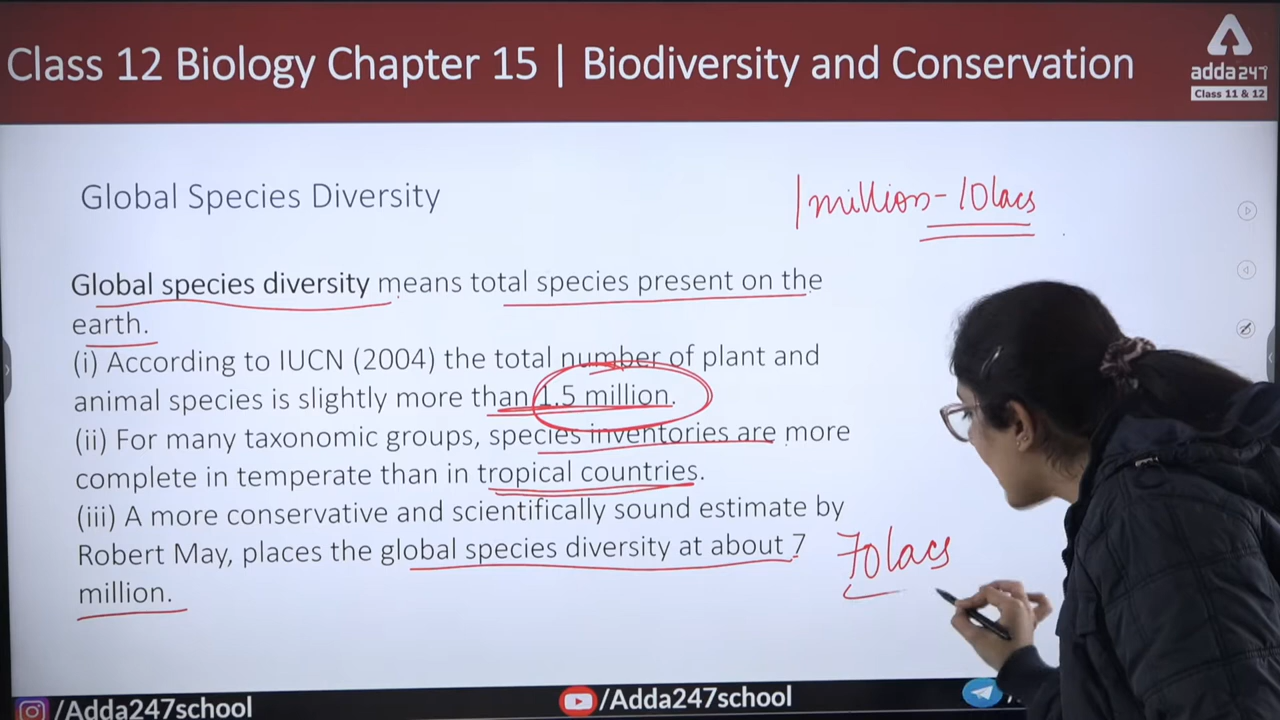 Class 12 Biology Chapter 15 | Biodiversity and Conservation
adda247
Class 11 & 12
Global Species Diversity
1 million - 10 lacs
Global species diversity means total species present on the
earth.
(i) According to IUCN (2004) the total number of plant and
animal species is slightly more than 1.5 million.
(ii) For many taxonomic groups, species inventories are more
complete in temperate than in tropical countries.
(iii) A more conservative and scientifically sound estimate by
Robert May, places the global species diversity at about 7
million.
70 lacs
/Adda247school
/Adda247school